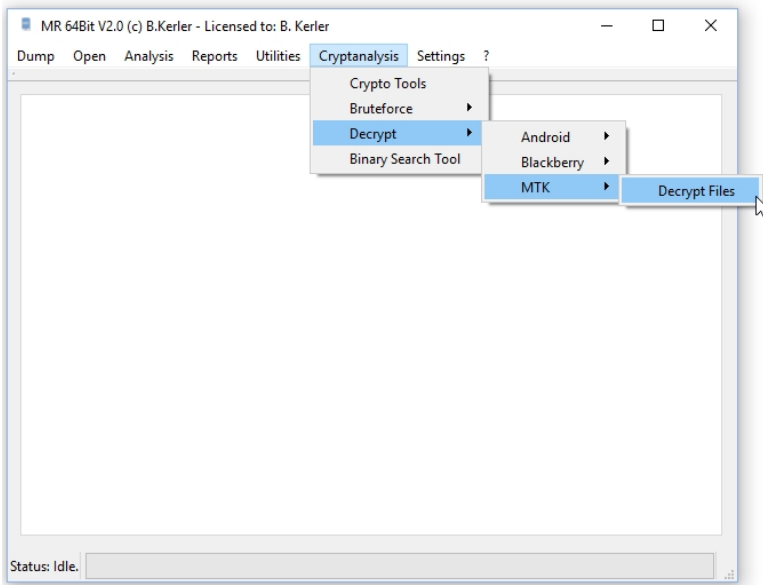 MR 64Bit V2.0 (c) B.Kerler - Licensed to: B. Kerler
Dump Open Analysis Reports Utilities Cryptanalysis Settings ?
Crypto Tools
Bruteforce
Decrypt
Binary Search Tool
Android
Blackberry
MTK
Decrypt Files
Status: Idle.